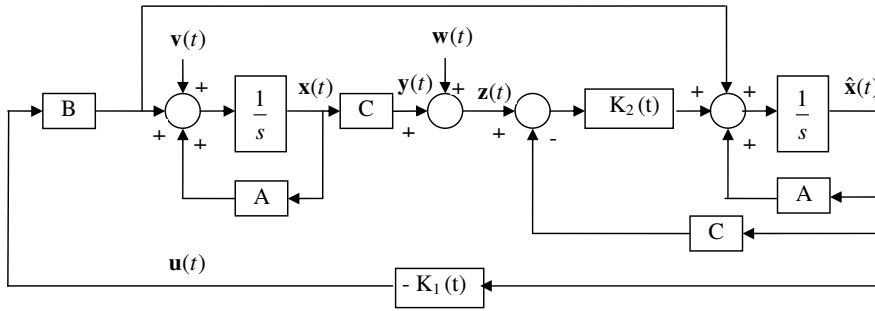 v(t)
w(t)
+
x(t)
y(t)
+
z(t)
+
+
x̂(t)
B
1
s
C
K₂(t)
1
s
+
+
+
+
-
+
A
A
C
u(t)
- K₁(t)